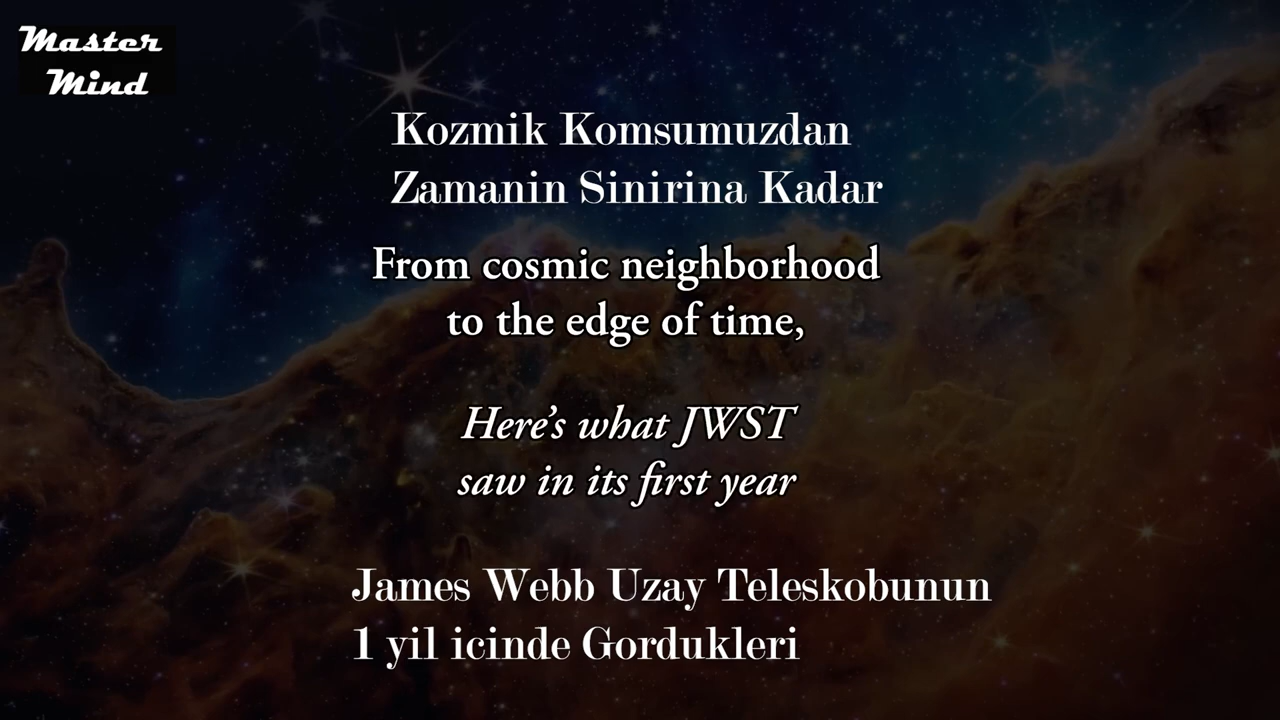 Master
Mind
Kozmik Komsumuzdan
Zamanin Sinirina Kadar
From cosmic neighborhood
to the edge of time,
Here's what JWST
saw in its first year
James Webb Uzay Teleskobunun
1 yil icinde Gordukleri